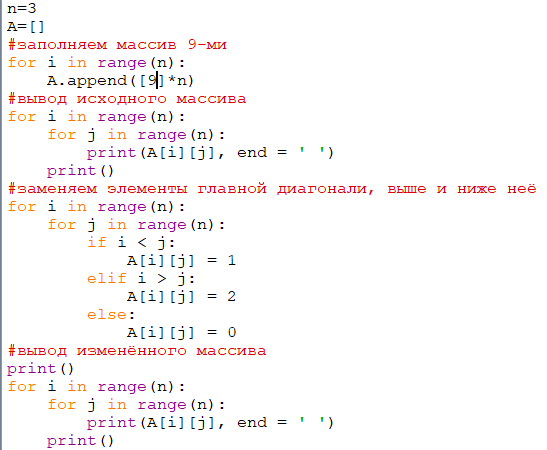 n=3
A=[]
#заполняем массив 9-ми
for i in range(n):
    A.append([9]*n)
#вывод исходного массива
for i in range(n):
    for j in range(n):
        print(A[i][j], end = ' ')
    print()
#заменяем элементы главной диагонали, выше и ниже неё
for i in range(n):
    for j in range(n):
        if i < j:
            A[i][j] = 1
        elif i > j:
            A[i][j] = 2
        else:
            A[i][j] = 0
#вывод изменённого массива
print()
for i in range(n):
    for j in range(n):
        print(A[i][j], end = ' ')
    print()